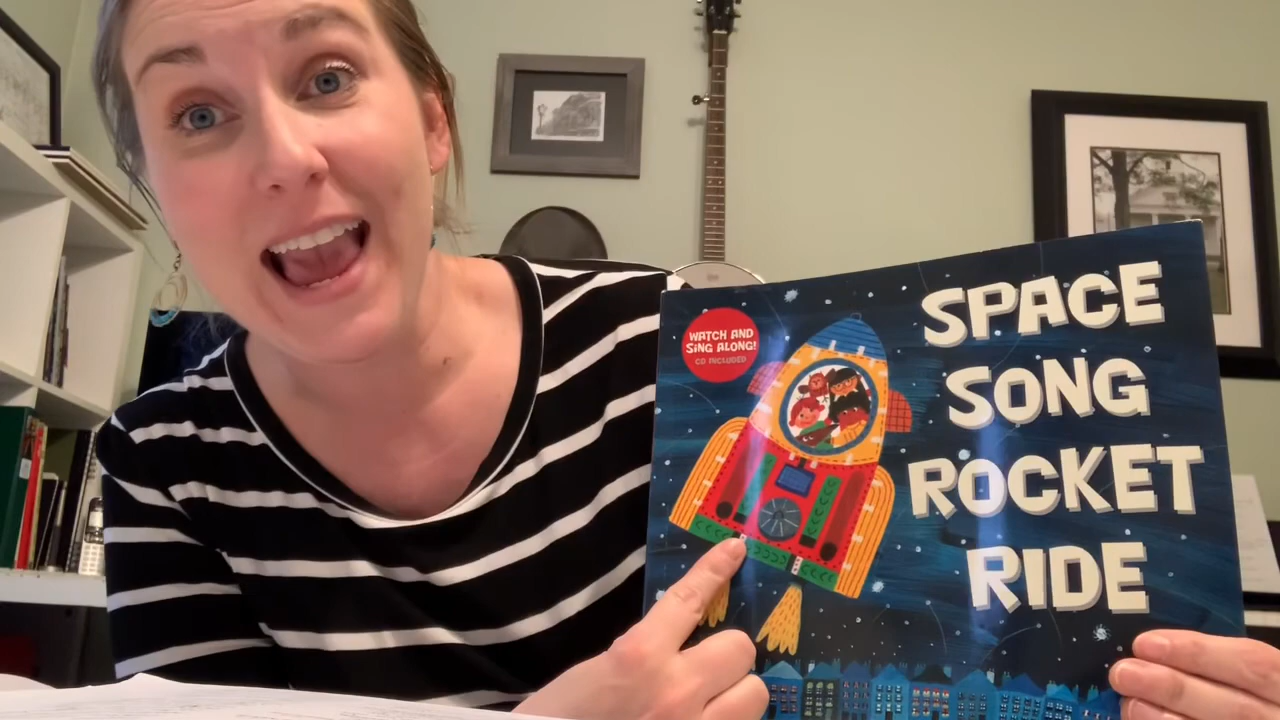 WATCH AND
SING ALONG!
CD INCLUDED
SPACE
SONG
ROCKET
RIDE